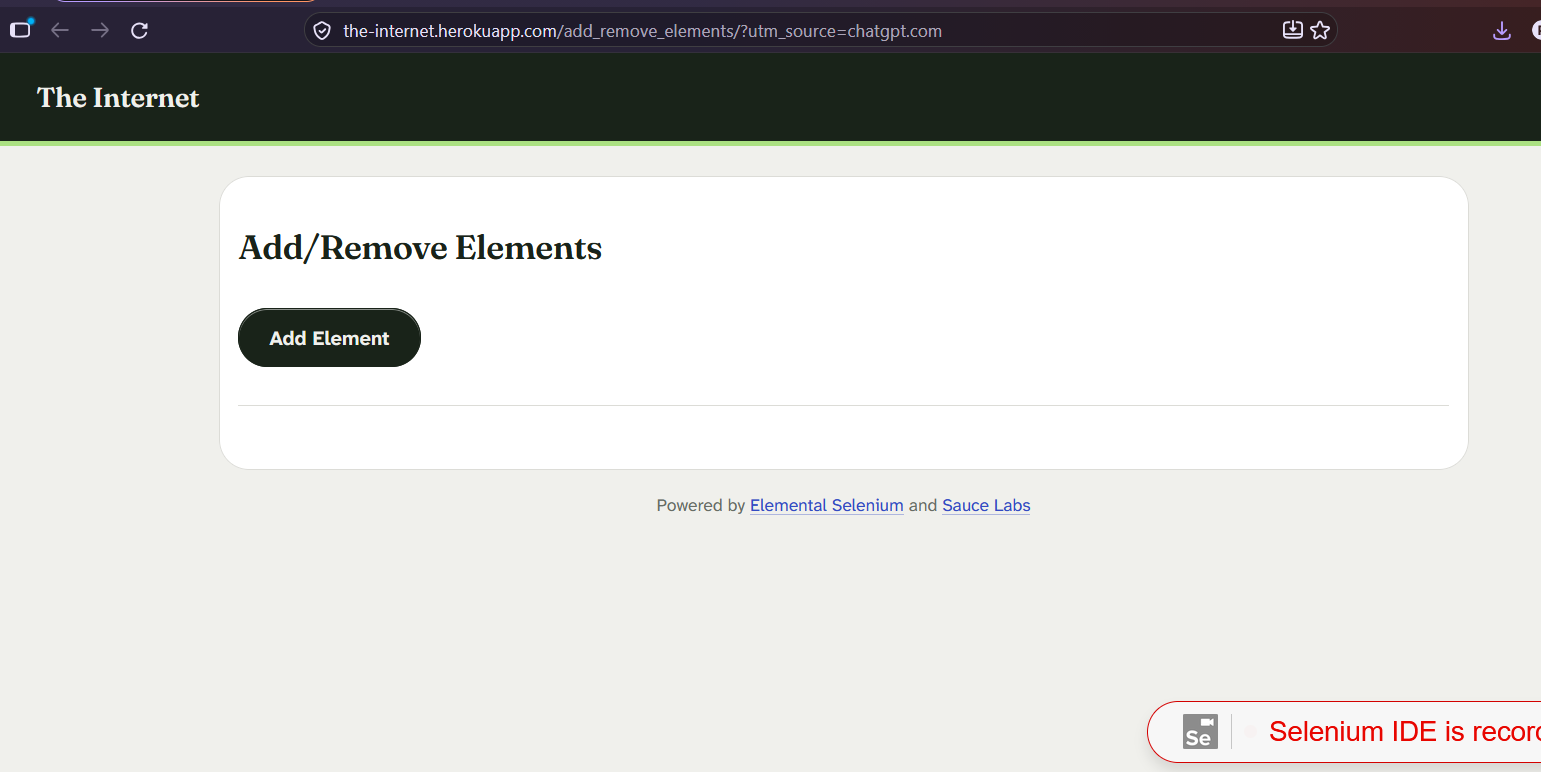 the-internet.herokuapp.com/add_remove_elements/?utm_source=chatgpt.com
The Internet
Add/Remove Elements
Add Element
Powered by Elemental Selenium and Sauce Labs
Se
Selenium IDE is recor